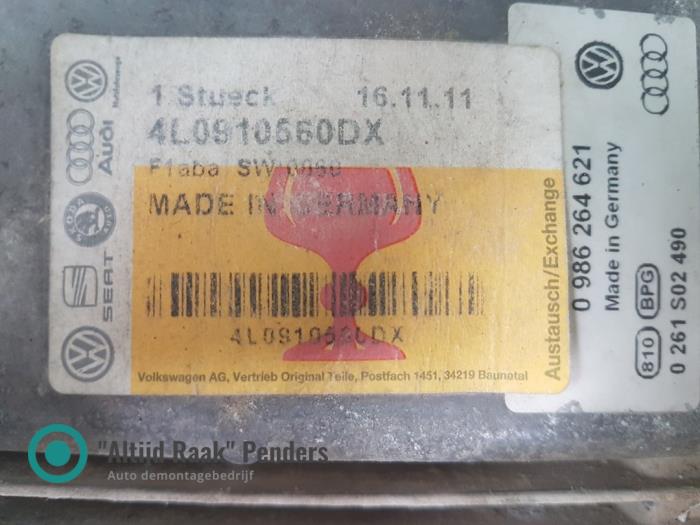 1 Stueck 16.11.11
4L0910560DX
F1aba SW 0060
MADE IN GERMANY
4L0910560DX
Volkswagen AG, Vertrieb Original Teile, Postfach 1451, 34219 Baunatal
Audi
SKODA
SEAT
Austausch/Exchange
0 986 264 621
Made in Germany
810 BPG
0 261 S02 490
"Altijd Raak" Penders
Auto demontagebedrijf